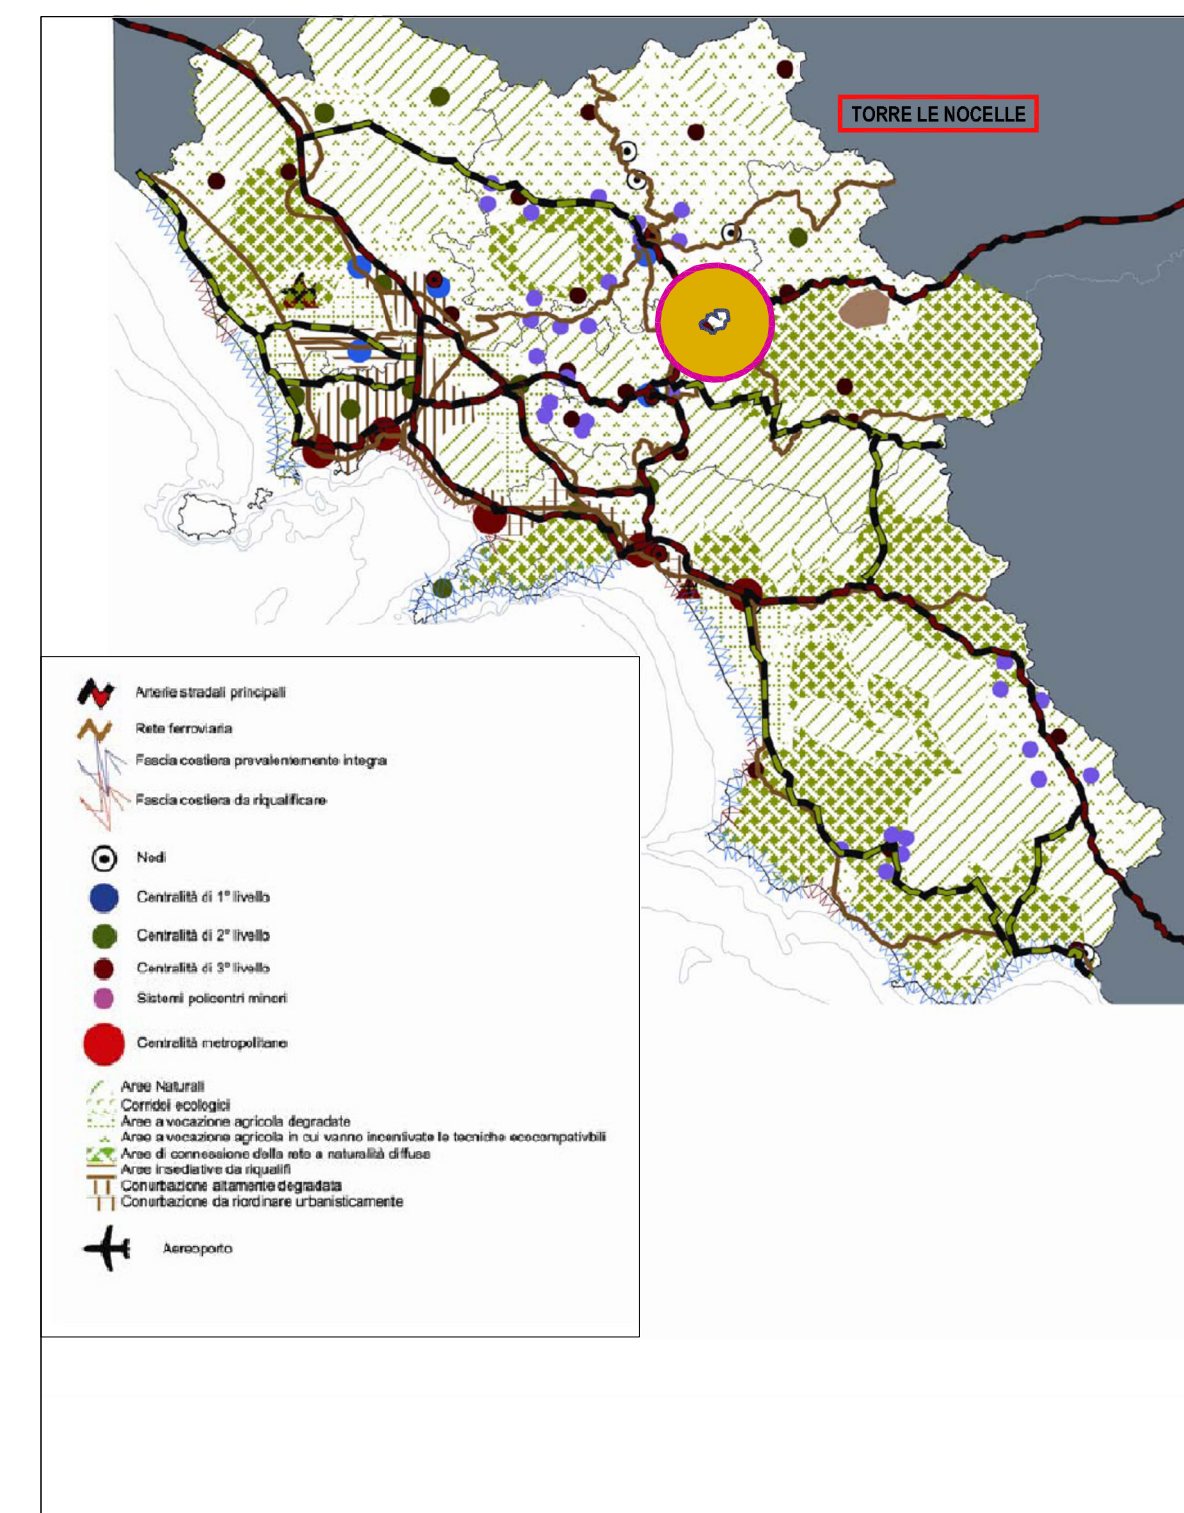 TORRE LE NOCELLE
Arterie stradali principali
Rete ferroviaria
Fascia costiera prevalentemente integra
Fascia costiera da riqualificare
Nodi
Centralità di 1° livello
Centralità di 2° livello
Centralità di 3° livello
Sistemi policentri minori
Centralità metropolitane
Aree Naturali
Corridoi ecologici
Aree a vocazione agricola degradate
Aree a vocazione agricola in cui vanno incentivate le tecniche ecocompativbili
Aree di connessione della rete a naturalità diffusa
Aree insediative da riqualifi
Conurbazione altamente degradata
Conurbazione da riordinare urbanisticamente
Aereoporto